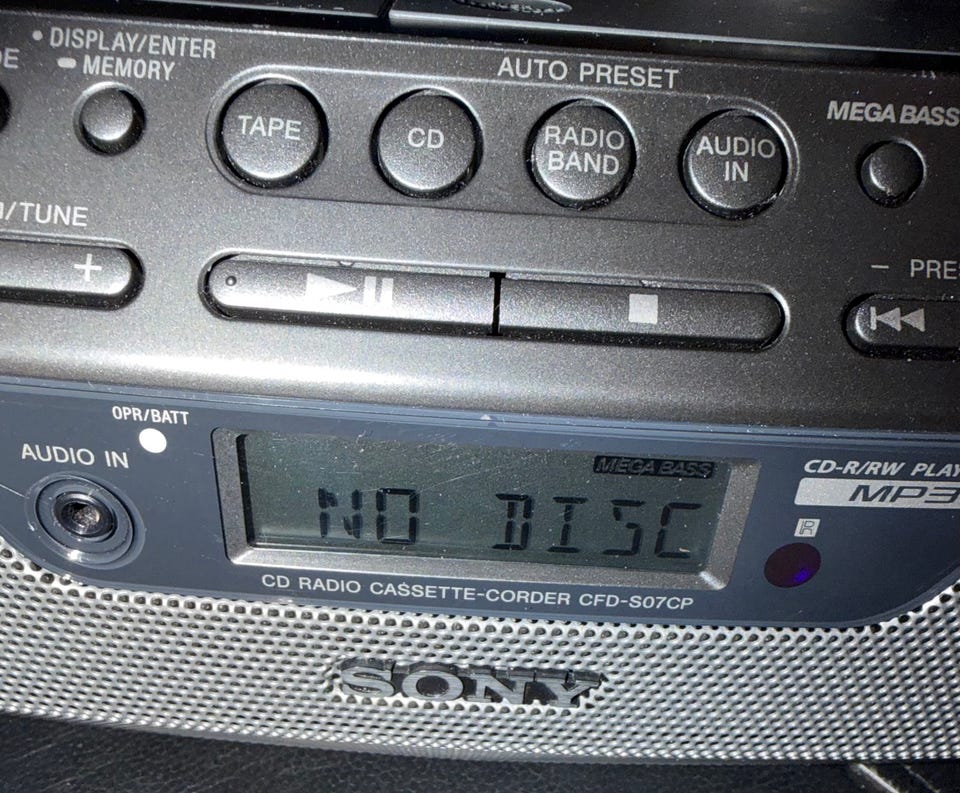 DISPLAY/ENTER
MEMORY
AUTO PRESET
TAPE
CD
RADIO
BAND
AUDIO
IN
MEGA BASS
/TUNE
+
– PRE
OPR/BATT
AUDIO IN
MEGA BASS
NO DISC
CD-R/RW PLAY
MP3
CD RADIO CASSETTE-CORDER CFD-S07CP
SONY